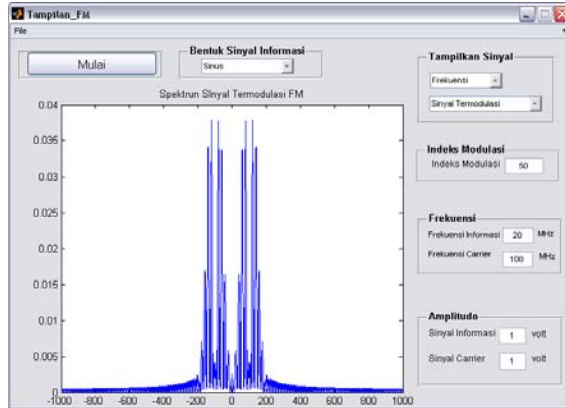 Tampilan_FM
File
Mulai
Bentuk Sinyal Informasi
Sinus
Spektrun SInyal Termodulasi FM
0.04
0.035
0.03
0.025
0.02
0.015
0.01
0.005
0
-1000 -800 -600 -400 -200 0 200 400 600 800 1000
Tampilkan Sinyal
Frekuensi
Sinyal Termodulasi
Indeks Modulasi
Indeks Modulasi 50
Frekuensi
Frekuensi Informasi 20 MHz
Frekuensi Carrier 100 MHz
Amplitudo
Sinyal Informasi 1 volt
Sinyal Carrier 1 volt